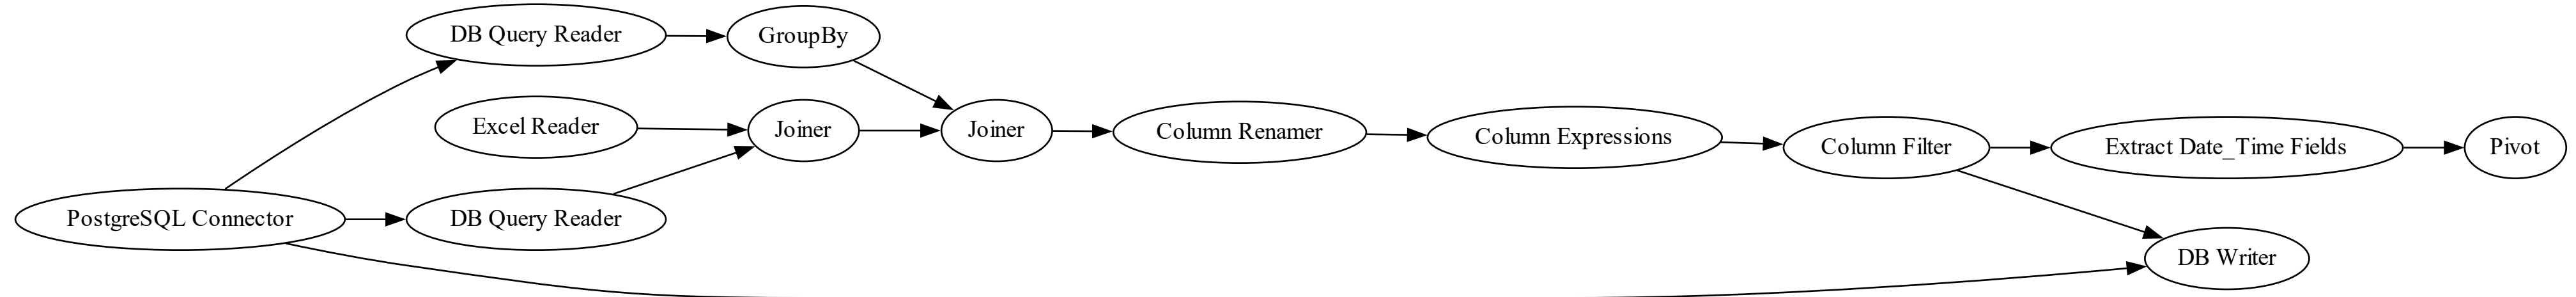 DB Query Reader
GroupBy
Excel Reader
Joiner
Joiner
Column Renamer
Column Expressions
Column Filter
Extract Date_Time Fields
Pivot
PostgreSQL Connector
DB Query Reader
DB Writer